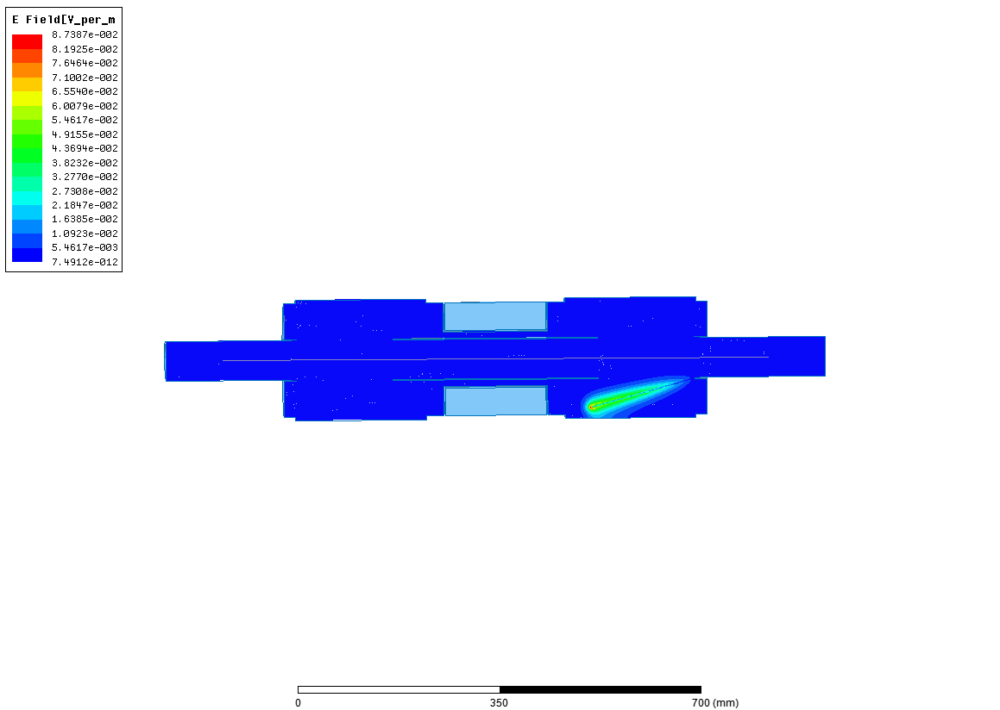 E Field[V_per_m
8.7387e-002
8.1925e-002
7.6464e-002
7.1002e-002
6.5540e-002
6.0079e-002
5.4617e-002
4.9155e-002
4.3694e-002
3.8232e-002
3.2770e-002
2.7308e-002
2.1847e-002
1.6385e-002
1.0923e-002
5.4617e-003
7.4912e-012
0 350 700 (mm)